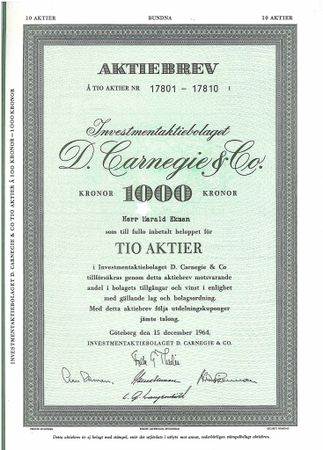 10 AKTIER BUNDNA 10 AKTIER
AKTIEBREV
Å TIO AKTIER NR 17801 - 17810 i
Investmentaktiebolaget
D. Carnegie & Co.
KRONOR 1000 KRONOR
Herr Harald Ekman
som till fullo inbetalt beloppet för
TIO AKTIER
i Investmentaktiebolaget D. Carnegie & Co
tillförsäkras genom detta aktiebrev motsvarande
andel i bolagets tillgångar och vinst i enlighet
med gällande lag och bolagsordning.
Med detta aktiebrev följa utdelningskuponger
jämte talong.
Göteborg den 15 december 1964.
INVESTMENTAKTIEBOLAGET D. CARNEGIE & CO.
INVESTMENTAKTIEBOLAGET D. CARNEGIE & CO TIO AKTIER Å 100 KRONOR = 1 000 KRONOR